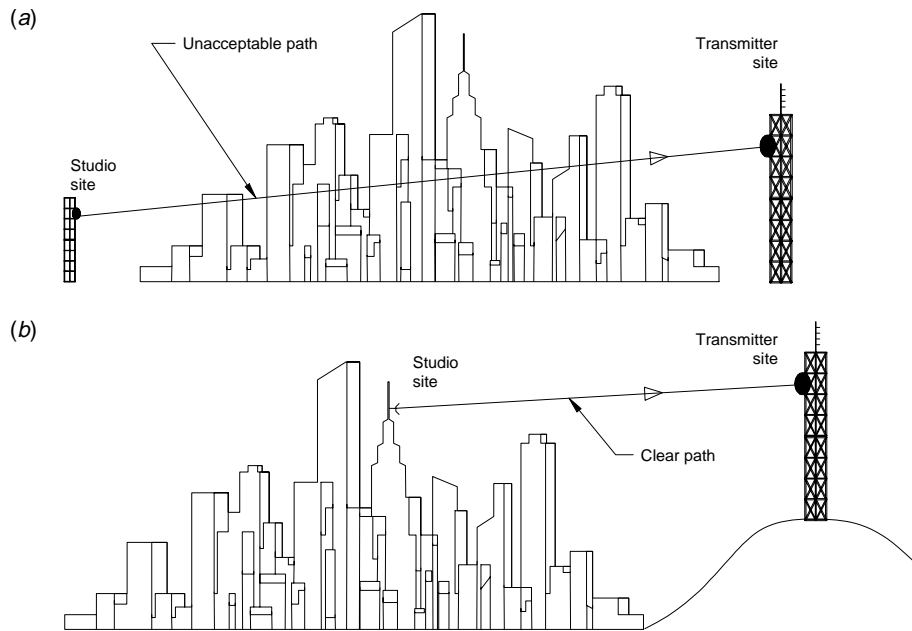 (a)
Unacceptable path
Transmitter
site
Studio
site
(b)
Transmitter
site
Studio
site
Clear path